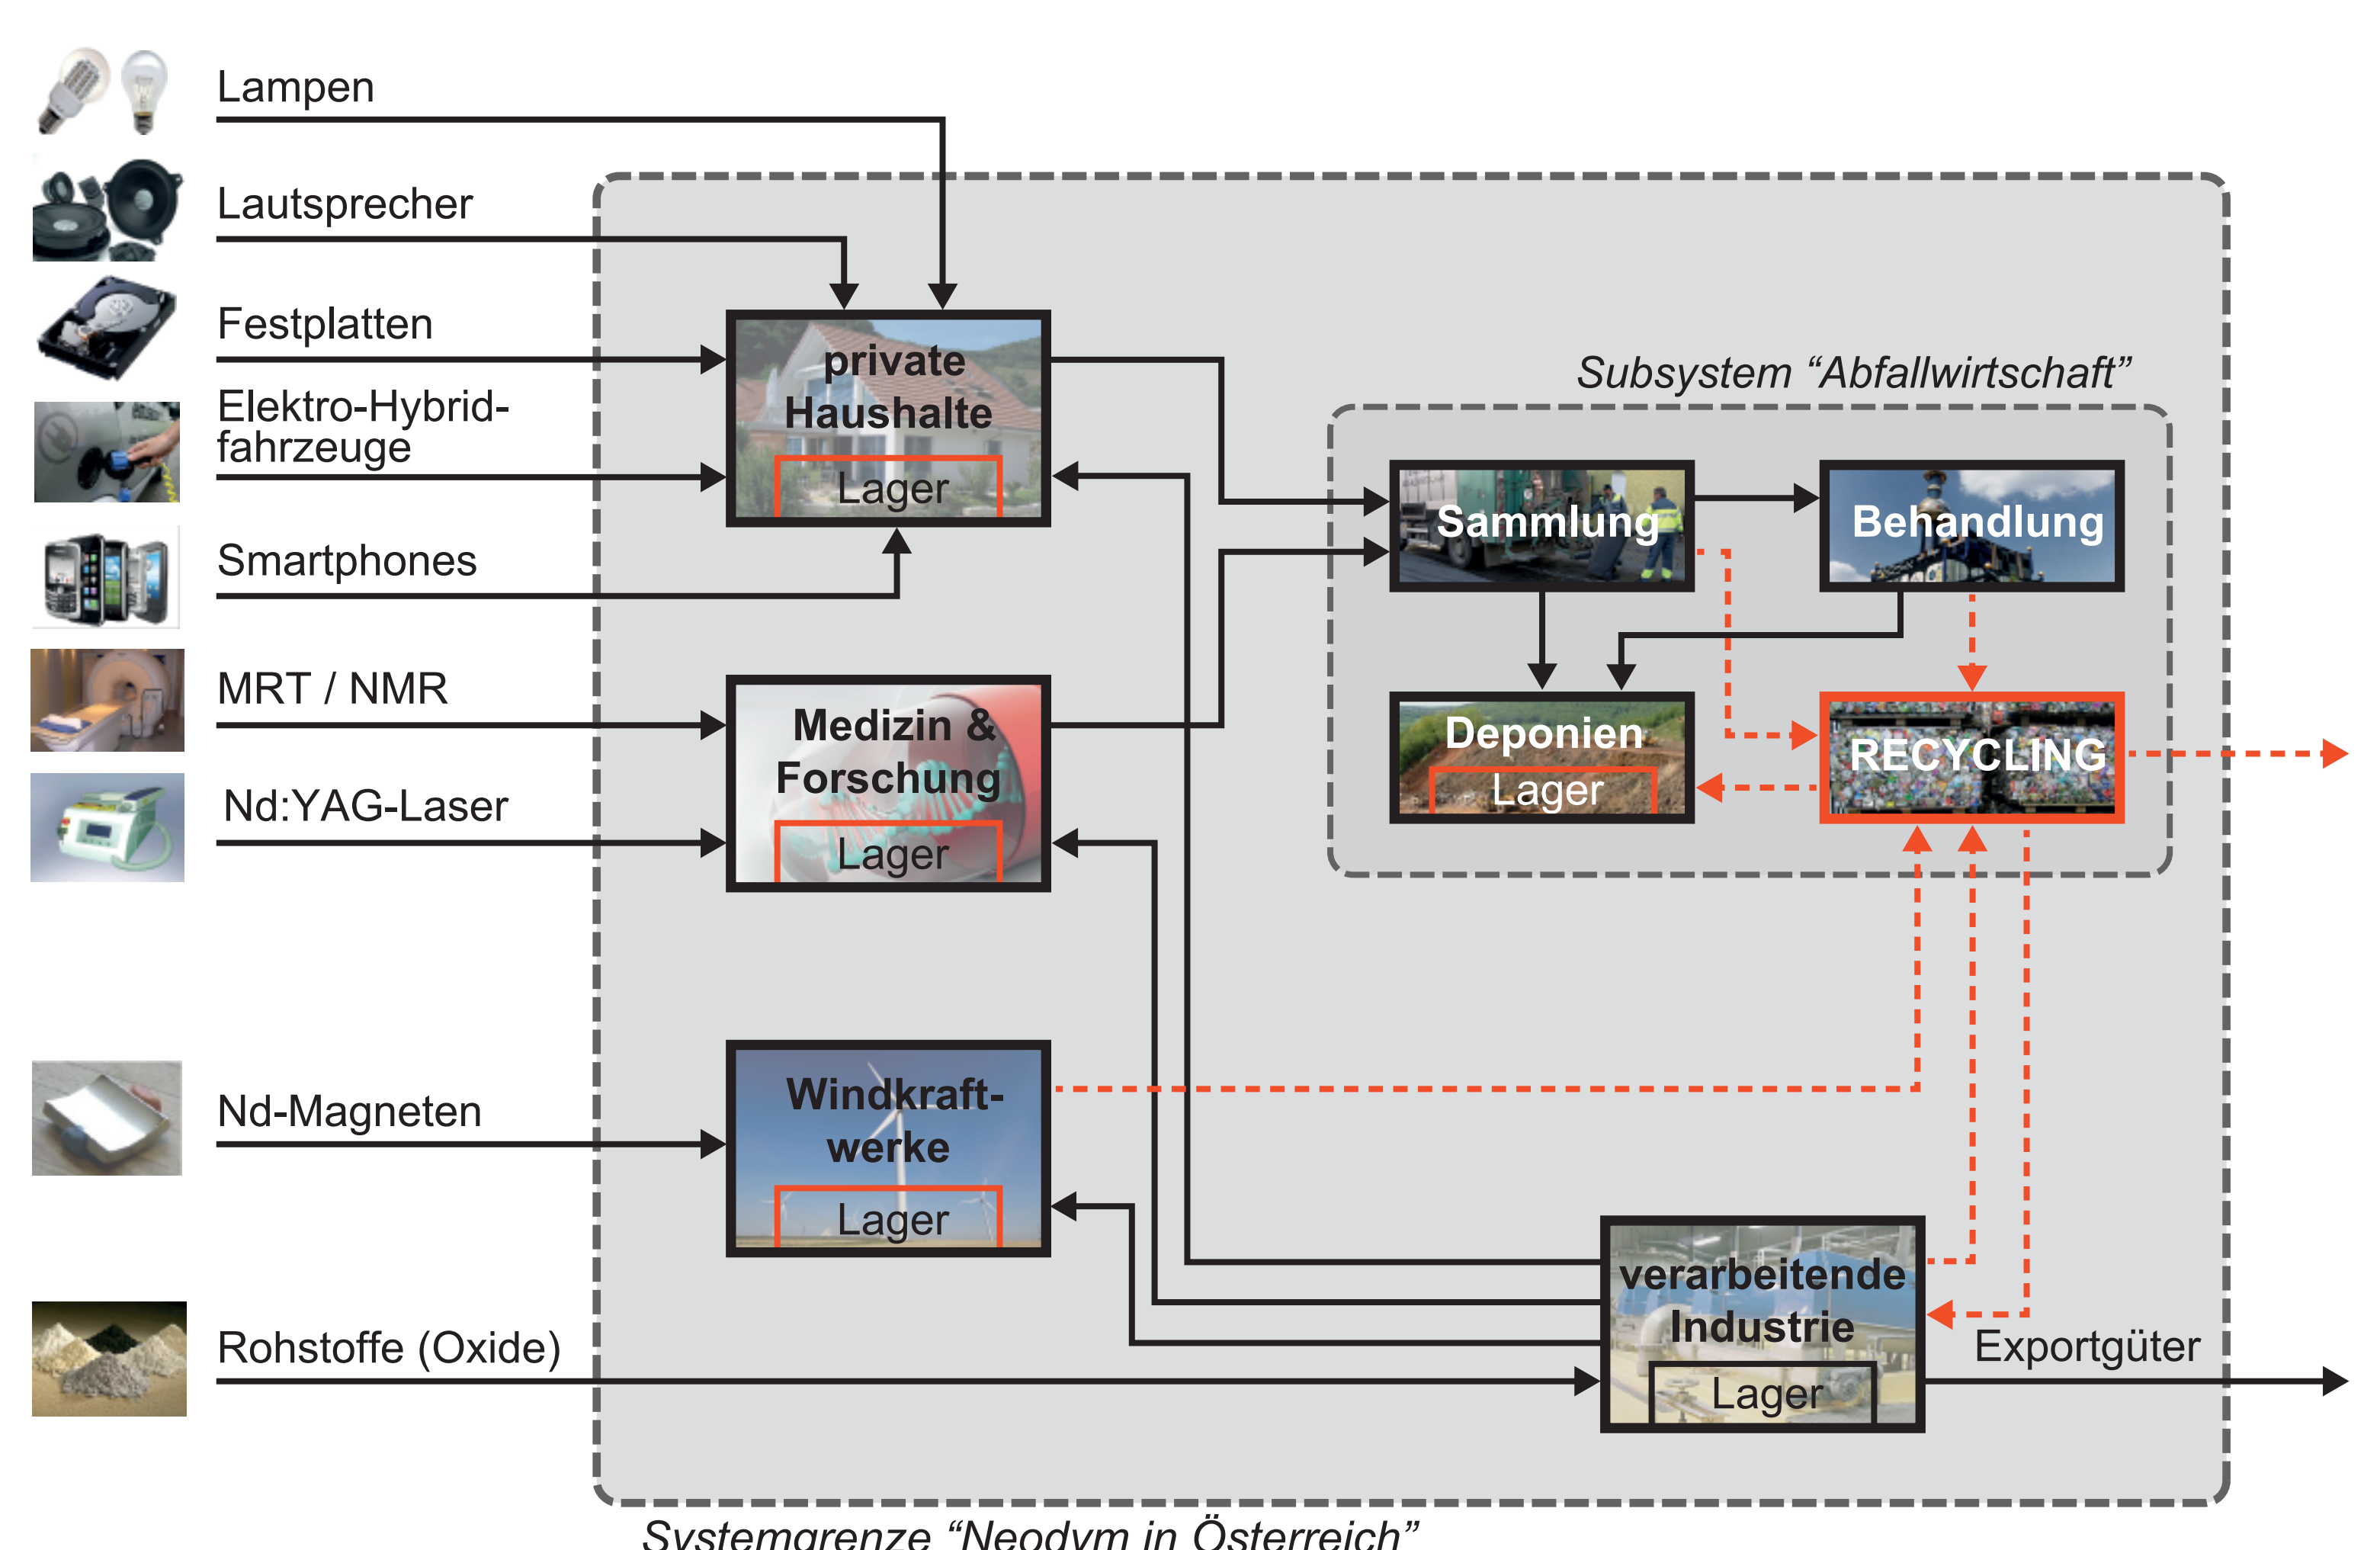 Lampen
Lautsprecher
Festplatten
Elektro-Hybrid-
fahrzeuge
Smartphones
MRT / NMR
Nd:YAG-Laser
Nd-Magneten
Rohstoffe (Oxide)
private
Haushalte
Lager
Medizin &
Forschung
Lager
Windkraft-
werke
Lager
Subsystem “Abfallwirtschaft”
Sammlung
Behandlung
Deponien
Lager
RECYCLING
verarbeitende
Industrie
Lager
Exportgüter
Systemgrenze “Neodym in Österreich”